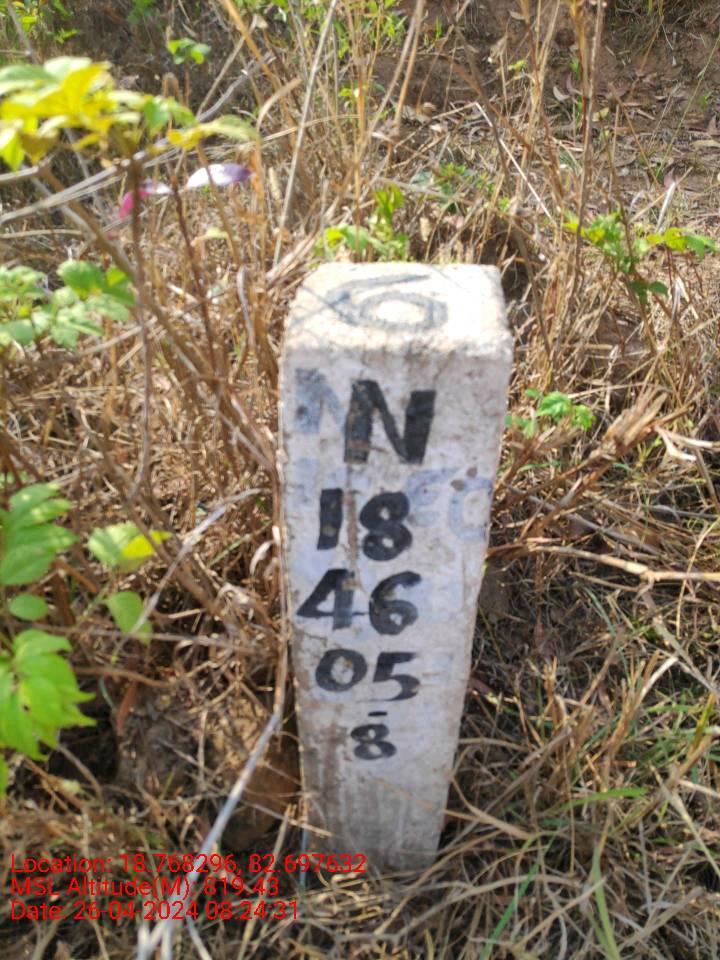 6
N
18
46
05
-
8
Location: 18.768296, 82.697632
MSL Altitude(M): 819.43
Date: 26-04-2024 08:24:31